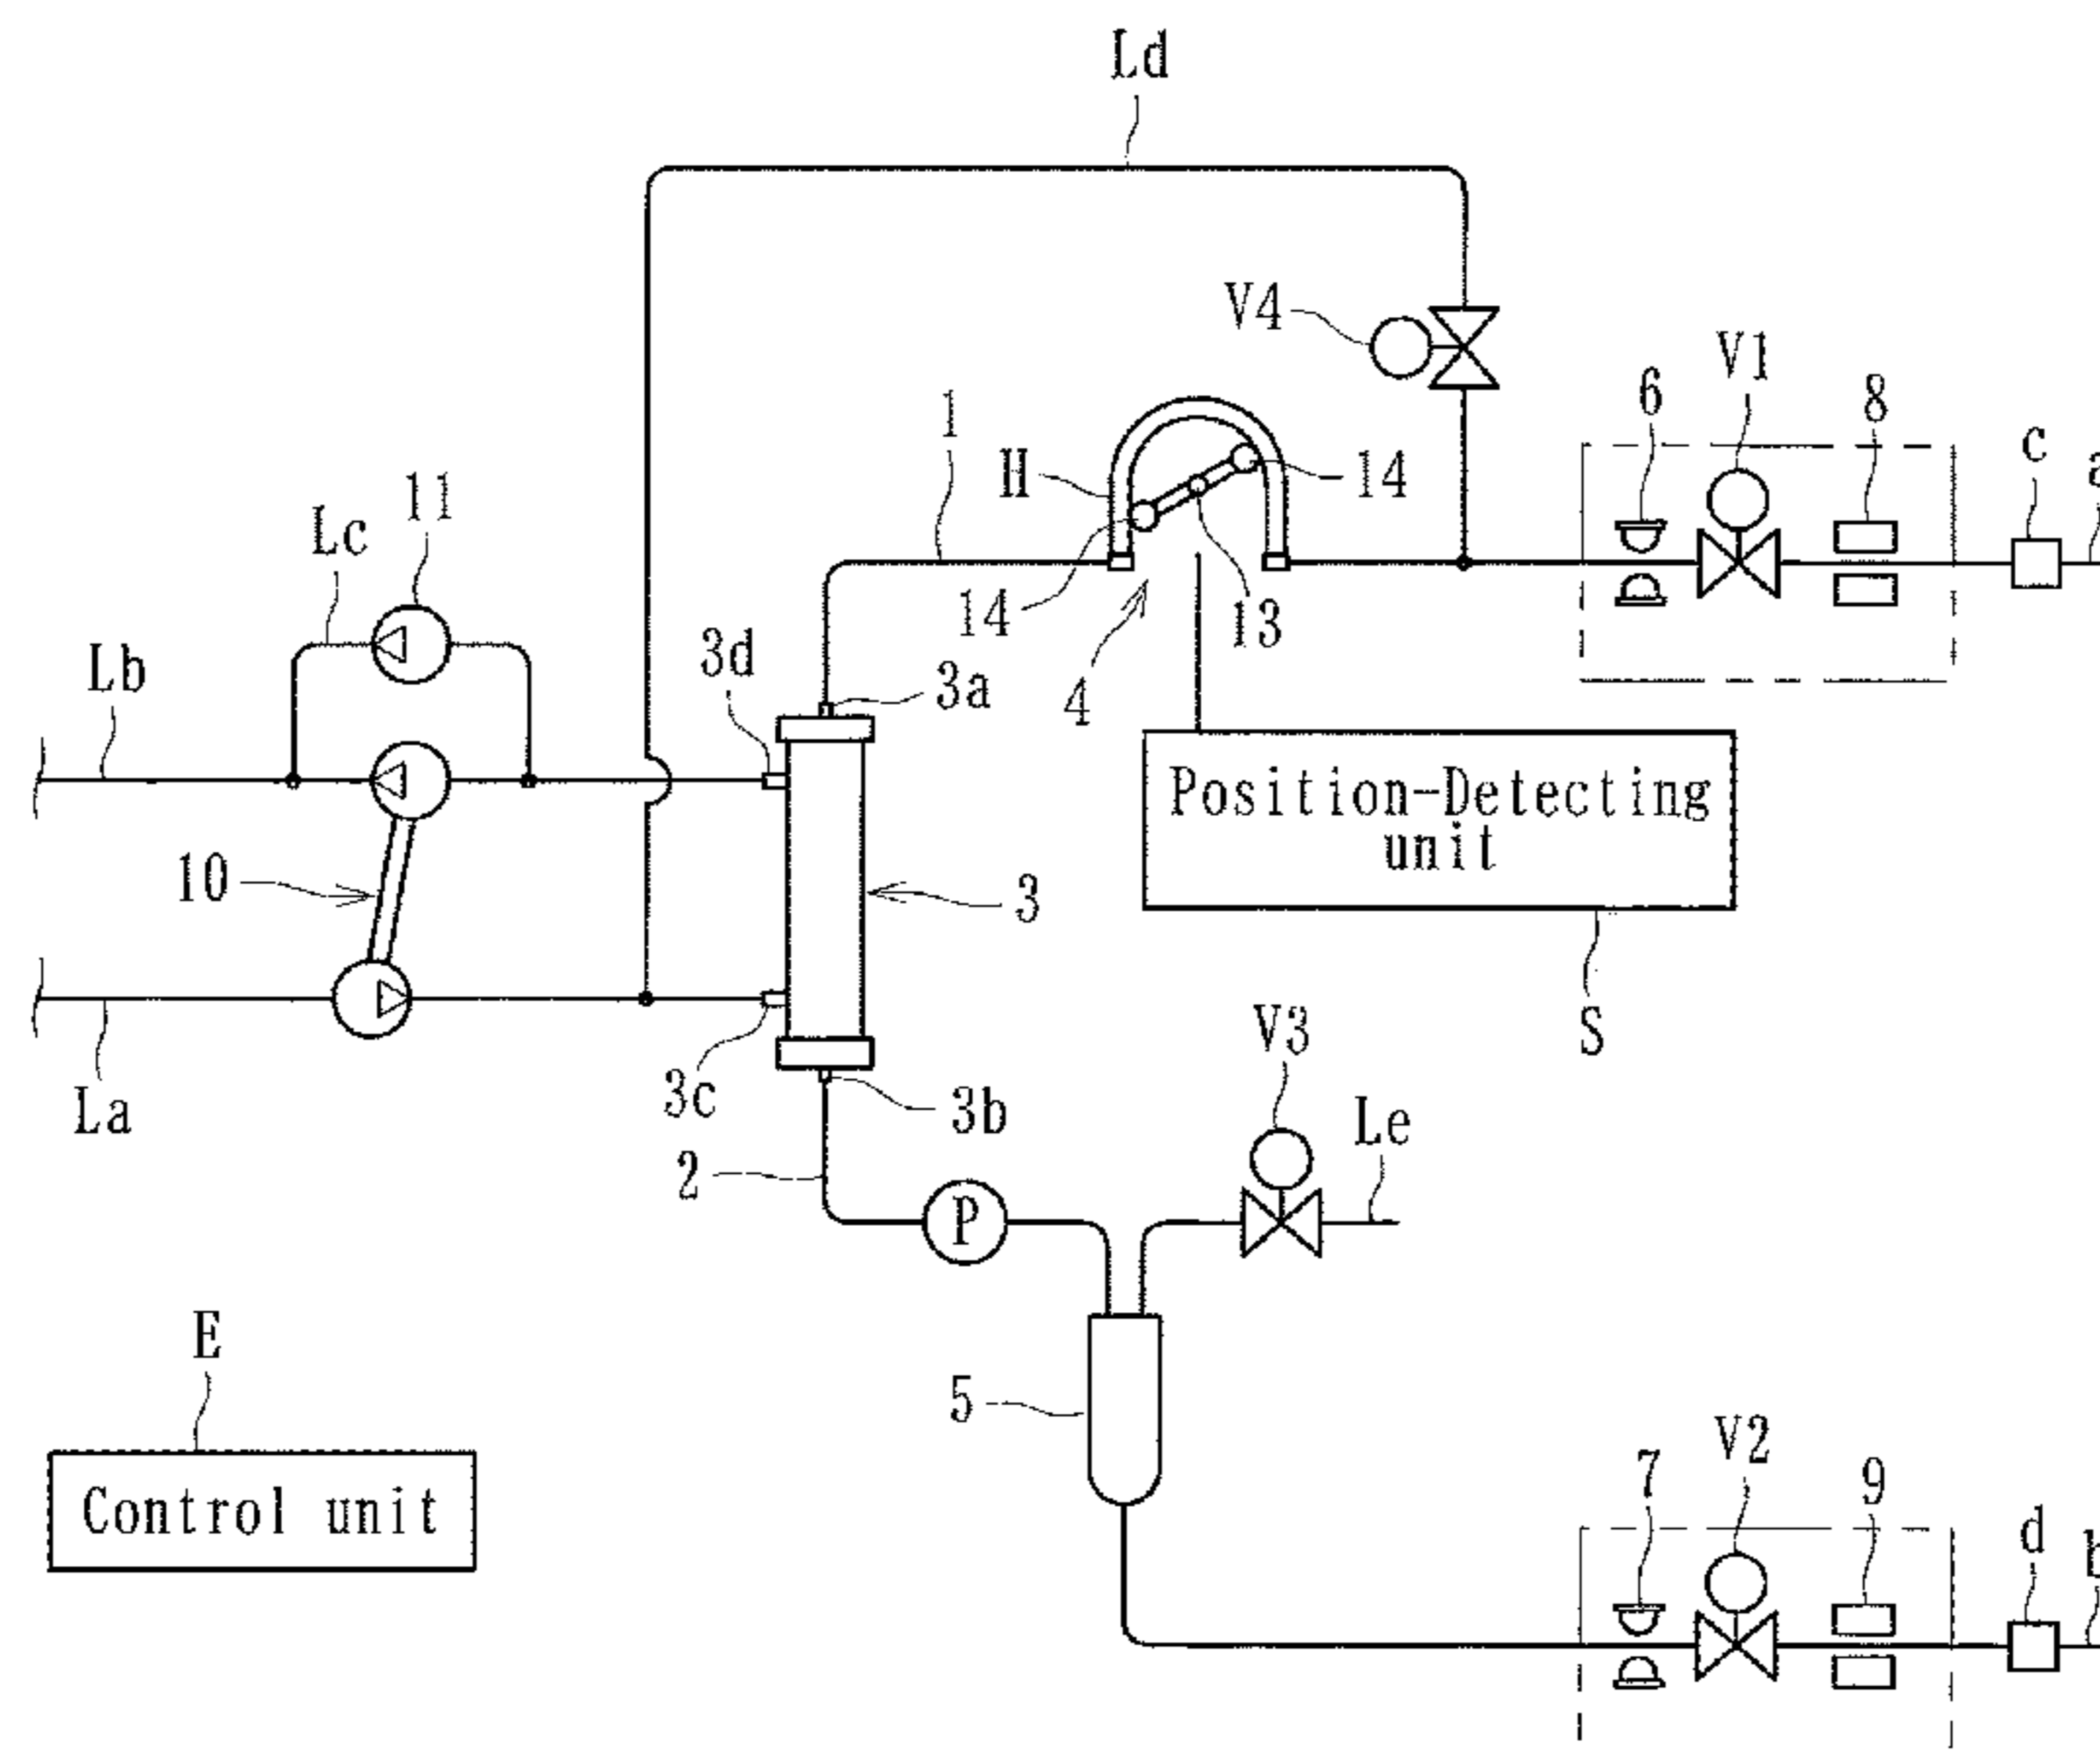 Ld
V4
V1
6
8
c
a
1
H
14
11
Lc
14
13
4
3d
3a
Lb
Position-Detecting
unit
10
3
S
V3
3c
La
3b
Le
2
P
E
5
V2
7
9
d
b
Control unit